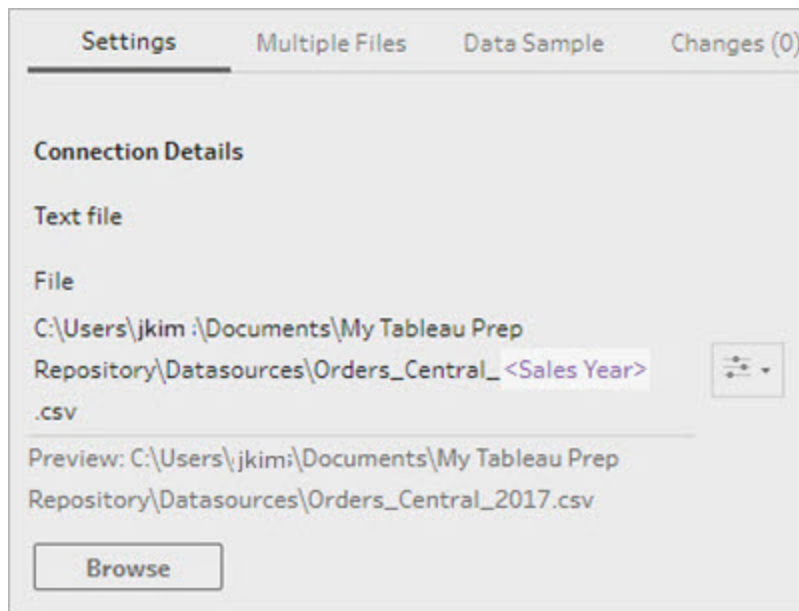 Settings Multiple Files Data Sample Changes (0)
Connection Details
Text file
File
C:\Users\jkim :\Documents\My Tableau Prep
Repository\Datasources\Orders_Central_<Sales Year>
.csv
Preview: C:\Users\jkim\Documents\My Tableau Prep
Repository\Datasources\Orders_Central_2017.csv
Browse